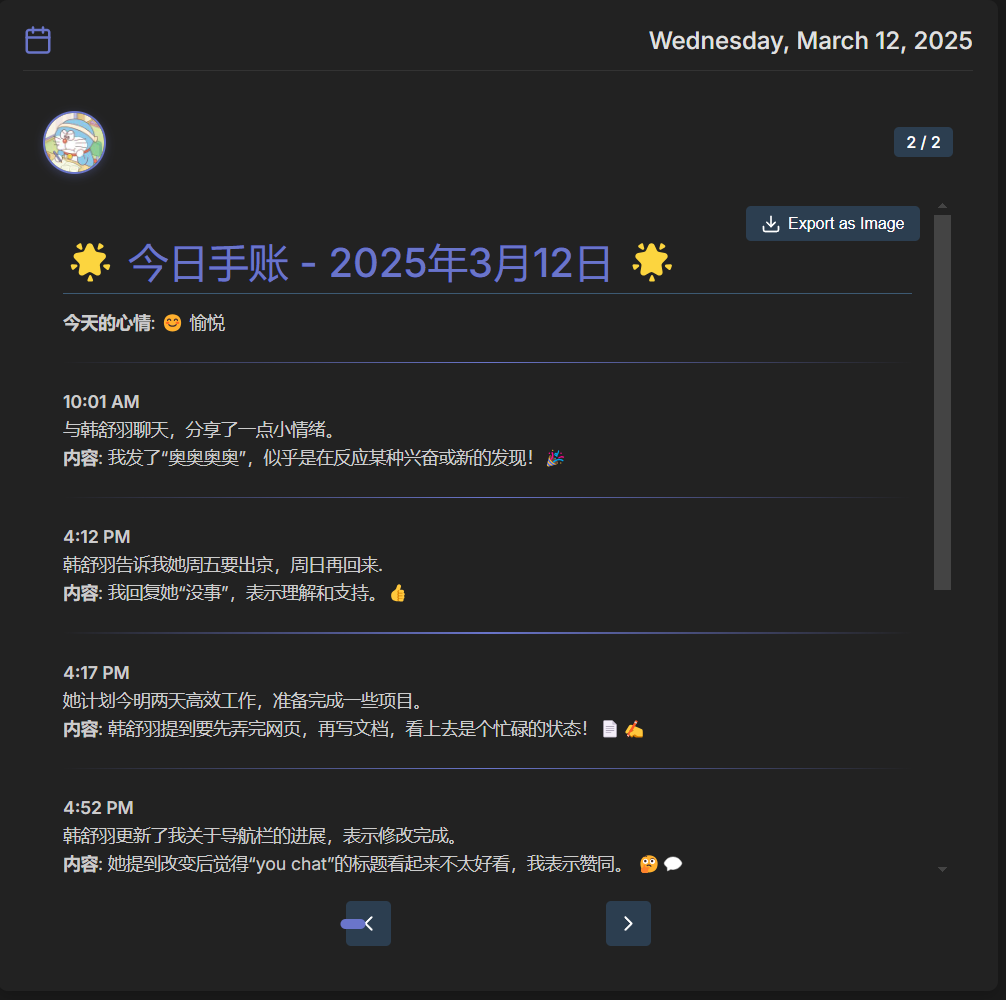 Wednesday, March 12, 2025
2 / 2
Export as Image
🌟 今日手账 - 2025年3月12日 🌟
今天的心情: 😊 愉悦
10:01 AM
与韩舒羽聊天，分享了一点小情绪。
内容: 我发了“奥奥奥奥”，似乎是在反应某种兴奋或新的发现！ 🎉
4:12 PM
韩舒羽告诉我她周五要出京，周日再回来.
内容: 我回复她“没事”，表示理解和支持。👍
4:17 PM
她计划今明两天高效工作，准备完成一些项目。
内容: 韩舒羽提到要先弄完网页，再写文档，看上去是个忙碌的状态！ 📄✍️
4:52 PM
韩舒羽更新了我关于导航栏的进展，表示修改完成。
内容: 她提到改变后觉得“you chat”的标题看起来不太好看，我表示赞同。 🤔💬